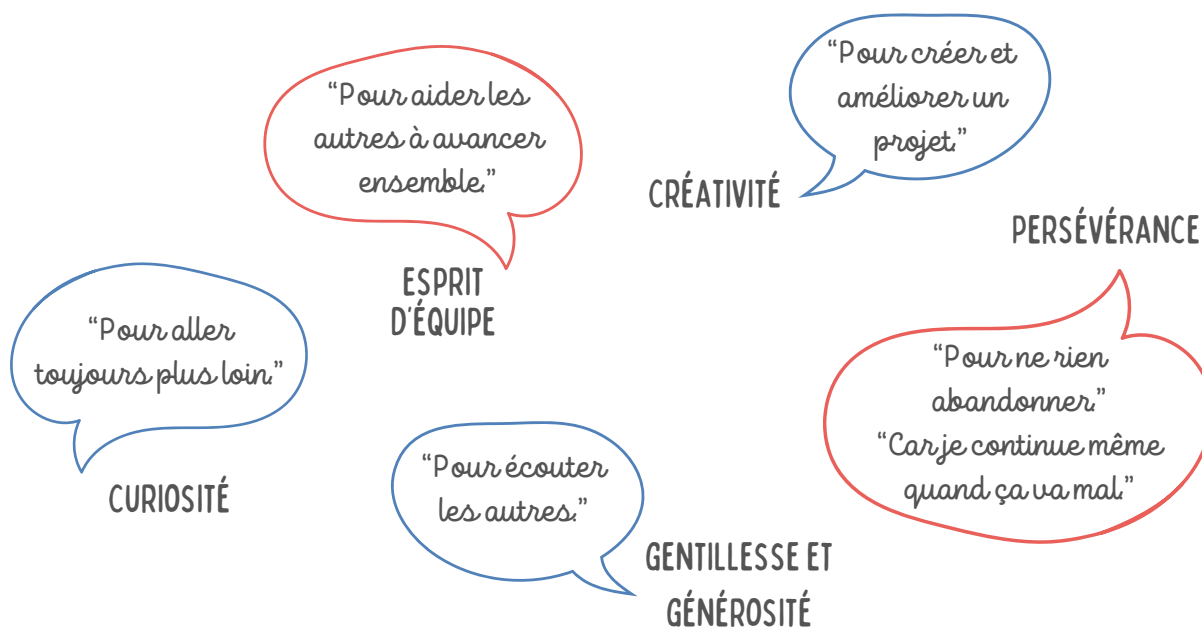 “Pour créer et
améliorer un
projet.”
CRÉATIVITÉ
“Pour aider les
autres à avancer
ensemble.”
ESPRIT
D'ÉQUIPE
PERSÉVÉRANCE
“Pour ne rien
abandonner.”
“Car je continue même
quand ça va mal.”
“Pour aller
toujours plus loin.”
CURIOSITÉ
“Pour écouter
les autres.”
GENTILLESSE ET
GÉNÉROSITÉ